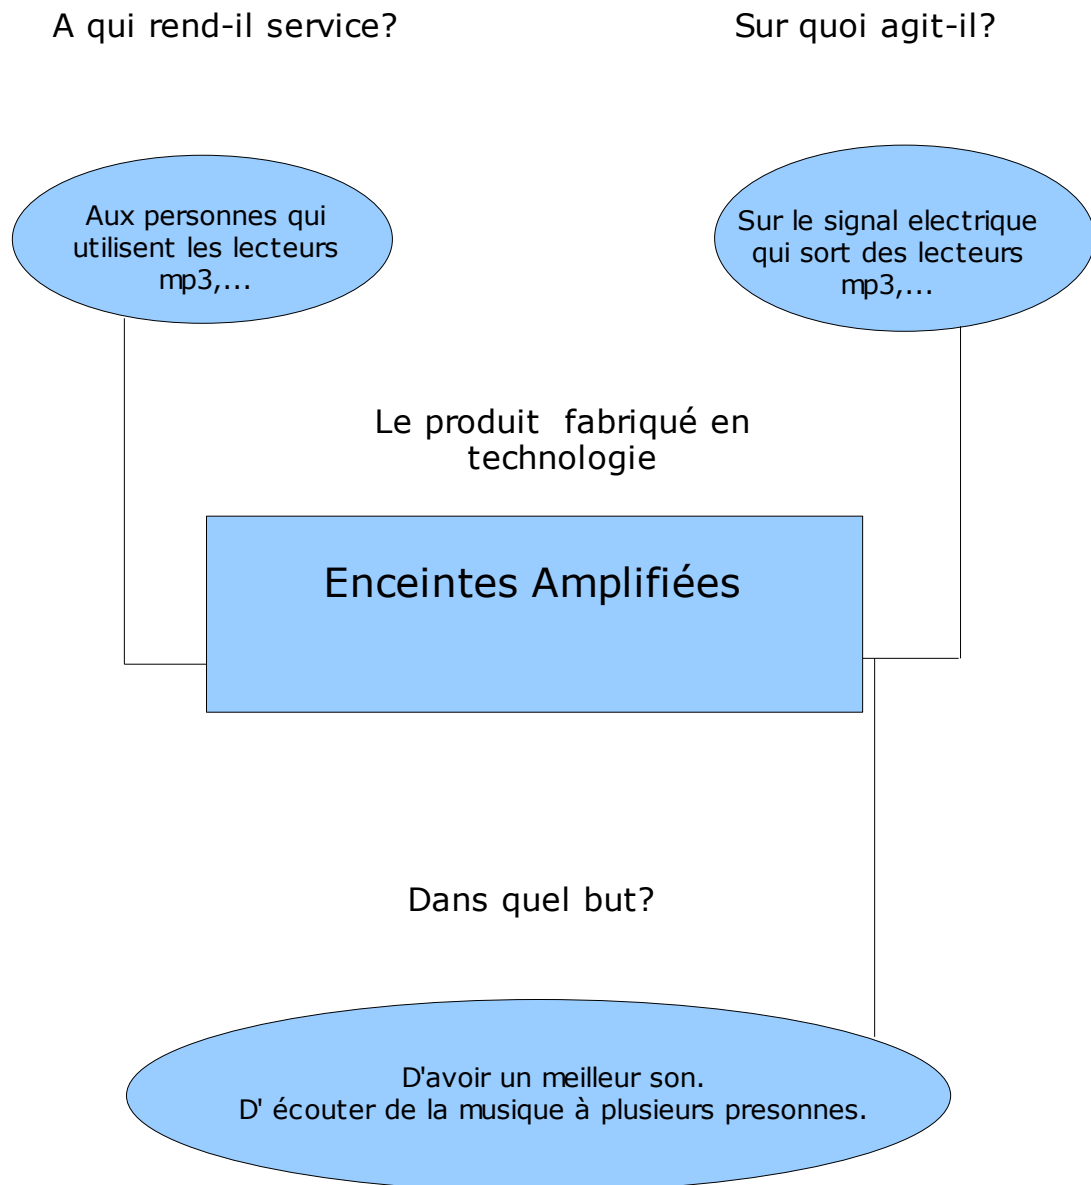 A qui rend-il service?
Sur quoi agit-il?
Aux personnes qui
utilisent les lecteurs
mp3,...
Sur le signal electrique
qui sort des lecteurs
mp3,...
Le produit  fabriqué en
technologie
Enceintes Amplifiées
Dans quel but?
D'avoir un meilleur son.
D' écouter de la musique à plusieurs presonnes.